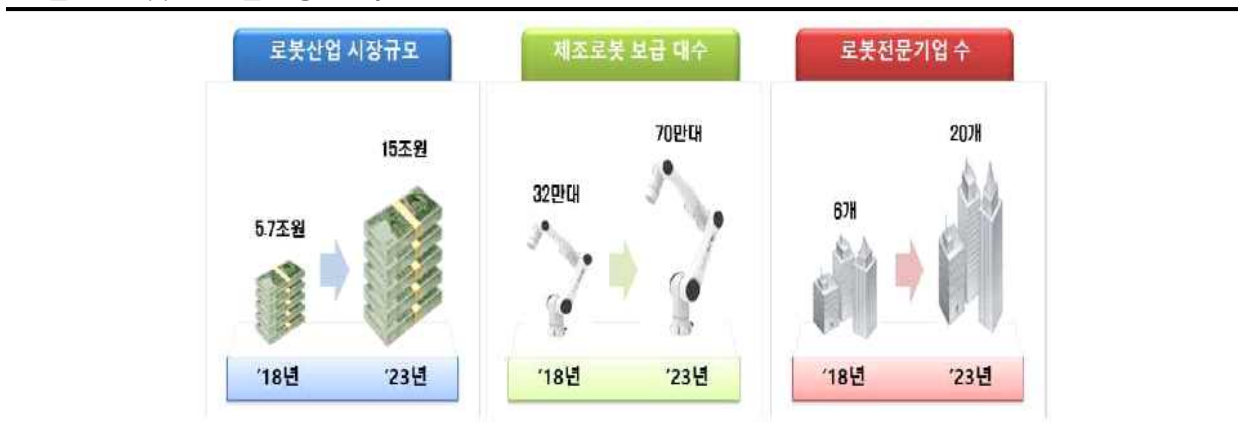 로봇산업 시장규모
5.7조원
15조원
'18년 '23년
제조로봇 보급 대수
32만대
70만대
'18년 '23년
로봇전문기업 수
6개
20개
'18년 '23년